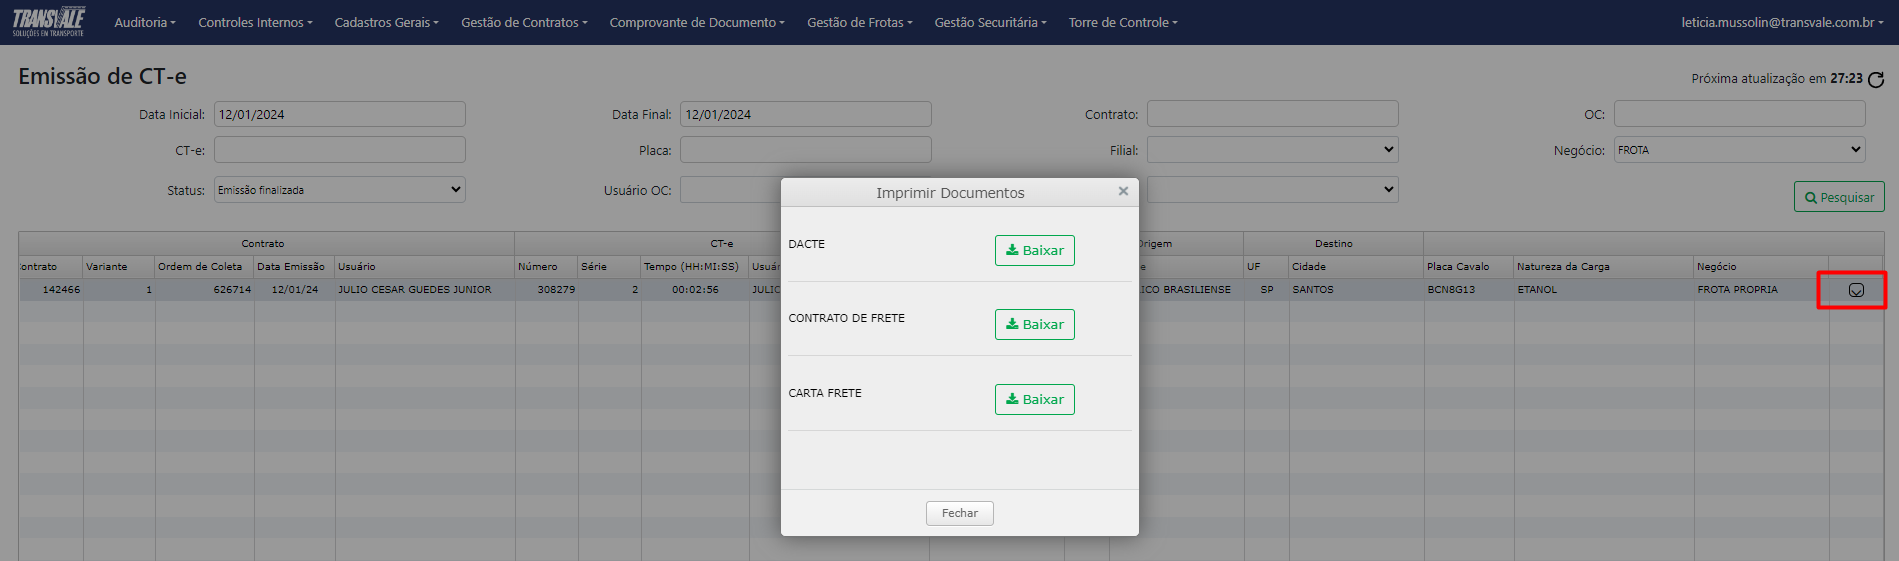 TRANSVALE
SOLUÇÕES EM TRANSPORTE
Auditoria
Controles Internos
Cadastros Gerais
Gestão de Contratos
Comprovante de Documento
Gestão de Frotas
Gestão Securitária
Torre de Controle
leticia.mussolin@transvale.com.br
Emissão de CT-e
Próxima atualização em 27:23
Data Inicial: 12/01/2024
Data Final: 12/01/2024
Contrato:
OC:
CT-e:
Placa:
Filial:
Negócio: FROTA
Status: Emissão finalizada
Usuário OC:
Pesquisar
Imprimir Documentos ×
DACTE Baixar
CONTRATO DE FRETE Baixar
CARTA FRETE Baixar
Fechar
Contrato CT-e Origem Destino
ontrato Variante Ordem de Coleta Data Emissão Usuário Número Série Tempo (HH:MI:SS) Usuár e UF Cidade Placa Cavalo Natureza da Carga Negócio
142466 1 626714 12/01/24 JULIO CESAR GUEDES JUNIOR 308279 2 00:02:56 JULIC ICO BRASILIENSE SP SANTOS BCN8G13 ETANOL FROTA PROPRIA